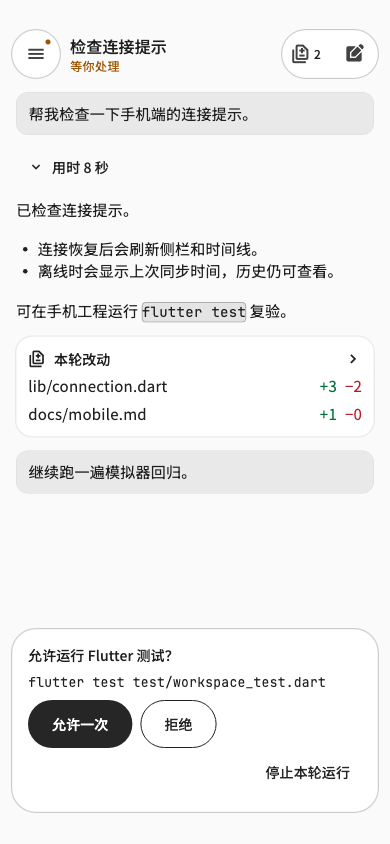 检查连接提示
等你处理
2
帮我检查一下手机端的连接提示。
用时 8 秒
已检查连接提示。
• 连接恢复后会刷新侧栏和时间线。
• 离线时会显示上次同步时间，历史仍可查看。
可在手机工程运行 flutter test 复验。
本轮改动
lib/connection.dart +3 −2
docs/mobile.md +1 −0
继续跑一遍模拟器回归。
允许运行 Flutter 测试？
flutter test test/workspace_test.dart
允许一次 拒绝
停止本轮运行